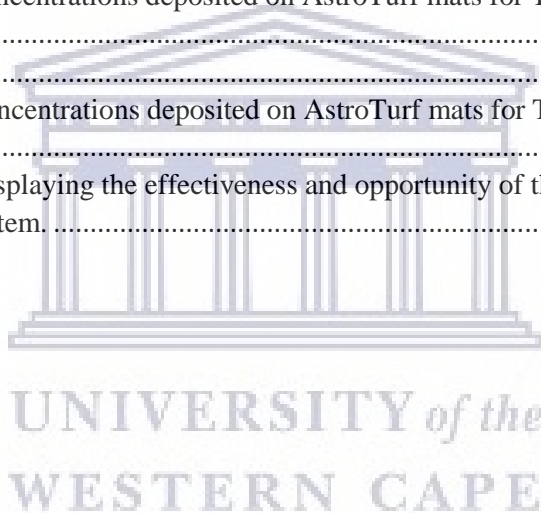 ncentrations deposited on AstroTurf mats for T
................................................................................
................................................................................
ncentrations deposited on AstroTurf mats for T
................................................................................
splaying the effectiveness and opportunity of th
tem. ........................................................................
UNIVERSITY of the
WESTERN CAPE